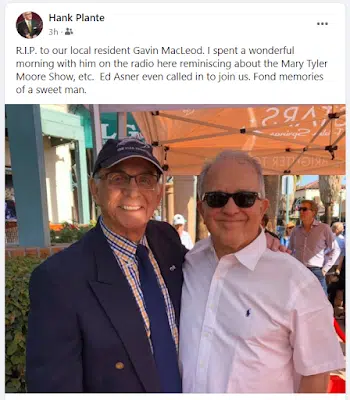 Hank Plante
3h ·
R.I.P. to our local resident Gavin MacLeod. I spent a wonderful
morning with him on the radio here reminiscing about the Mary Tyler
Moore Show, etc.  Ed Asner even called in to join us. Fond memories
of a sweet man.